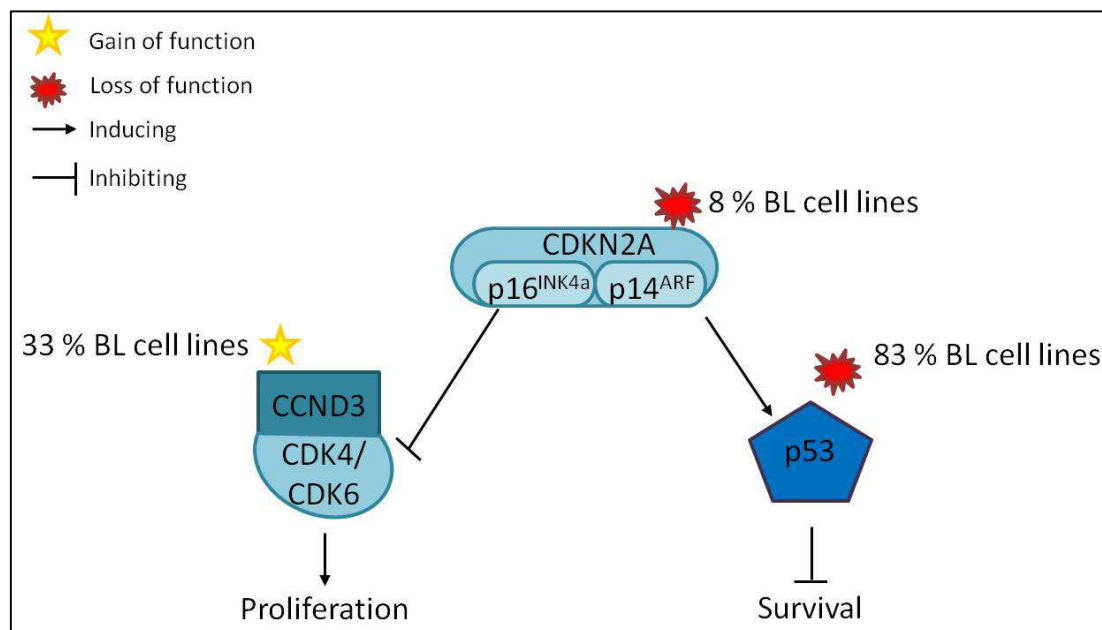 Gain of function
Loss of function
Inducing
Inhibiting
8 % BL cell lines
CDKN2A
p16INK4a
p14ARF
33 % BL cell lines
83 % BL cell lines
CCND3
CDK4/
CDK6
p53
Proliferation
Survival